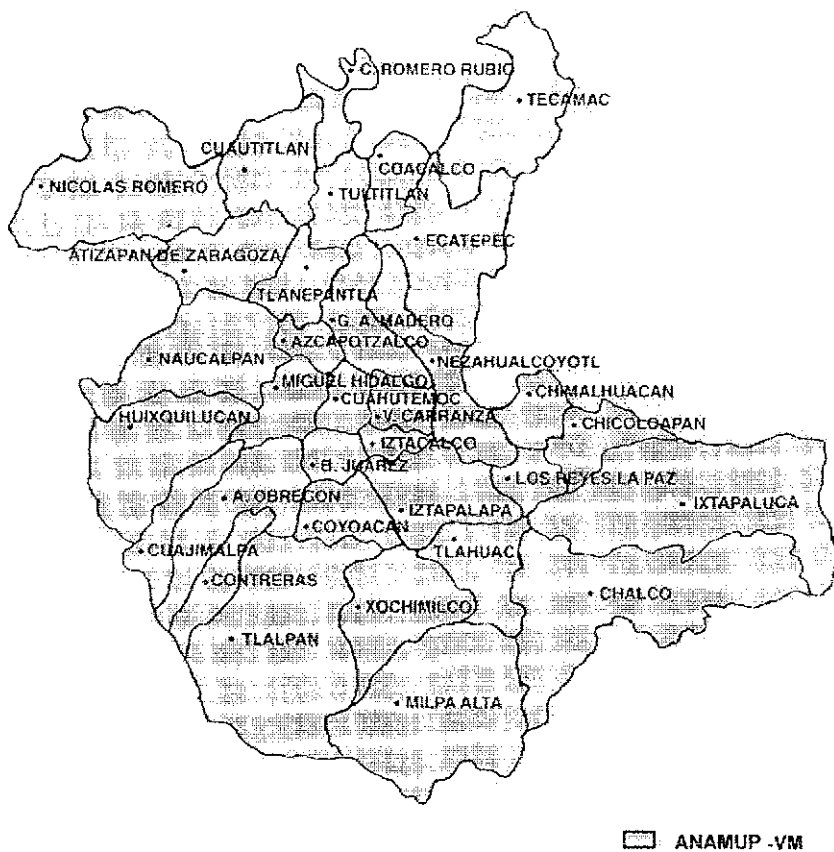 C. ROMERO RUBIO
TECAMAC
CUAUTITLAN
COACALCO
NICOLAS ROMERO
TULTITLAN
ECATEPEC
ATIZAPAN DE ZARAGOZA
TLANEPANTLA
G. A. MADERO
AZCAPOTZALCO
NAUCALPAN
NEZAHUALCOYOTL
MIGUEL HIDALGO
CHIMALHUACAN
CUAHUTEMOC
HUIXQUILUCAN
V. CARRANZA
CHICOLOAPAN
IZTACALCO
B. JUAREZ
LOS REYES LA PAZ
A. OBREGON
IXTAPALUCA
IZTAPALAPA
COYOACAN
TLAHUAC
CUAJIMALPA
CONTRERAS
CHALCO
XOCHIMILCO
TLALPAN
MILPA ALTA
ANAMUP -VM